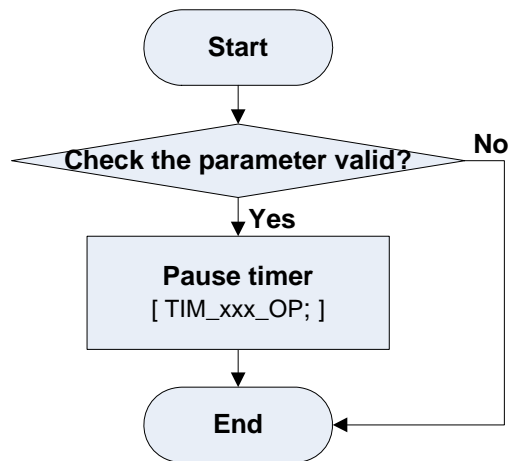 Start
Check the parameter valid?
No
Yes
Pause timer
[ TIM_xxx_OP; ]
End